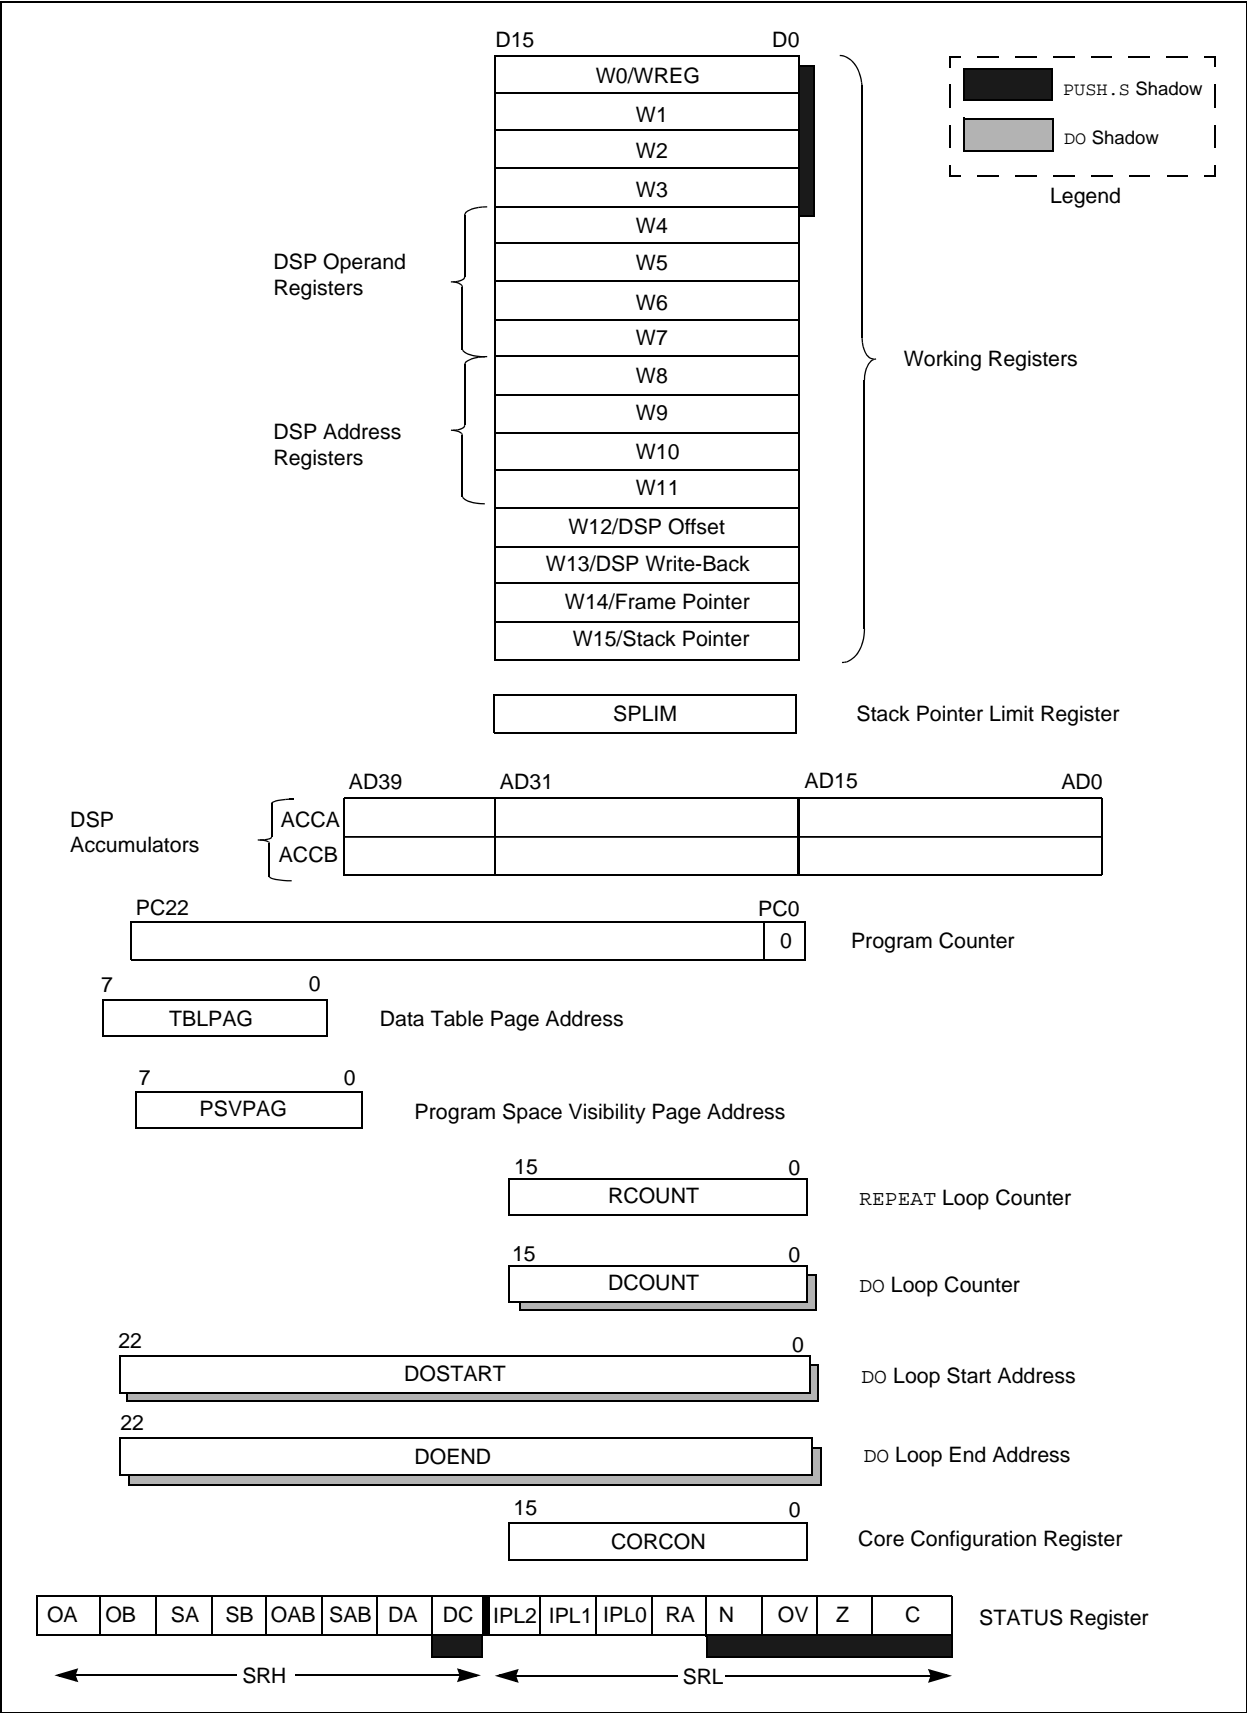 D15 D0
W0/WREG
W1
W2
W3
W4
W5
W6
W7
W8
W9
W10
W11
W12/DSP Offset
W13/DSP Write-Back
W14/Frame Pointer
W15/Stack Pointer
PUSH.S Shadow
DO Shadow
Legend
DSP Operand
Registers
DSP Address
Registers
Working Registers
SPLIM Stack Pointer Limit Register
AD39 AD31 AD15 AD0
DSP
Accumulators
ACCA
ACCB
PC22 PC0
0 Program Counter
7 0
TBLPAG Data Table Page Address
7 0
PSVPAG Program Space Visibility Page Address
15 0
RCOUNT REPEAT Loop Counter
15 0
DCOUNT DO Loop Counter
22 0
DOSTART DO Loop Start Address
22
DOEND DO Loop End Address
15 0
CORCON Core Configuration Register
OA OB SA SB OAB SAB DA DC IPL2 IPL1 IPL0 RA N OV Z C STATUS Register
SRH SRL